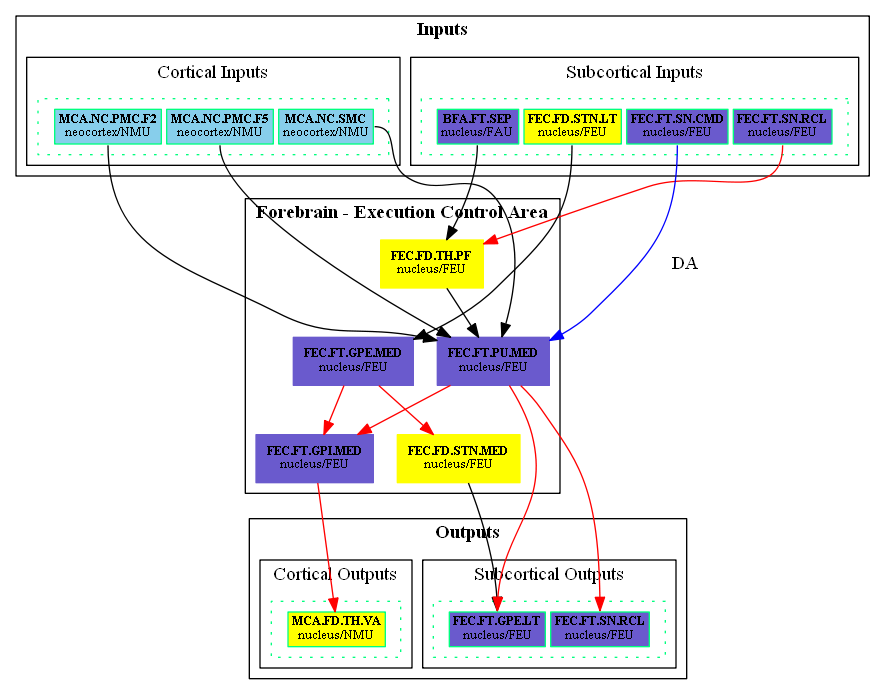 Inputs
Cortical Inputs
Subcortical Inputs
MCA.NC.PMC.F2
neocortex/NMU
MCA.NC.PMC.F5
neocortex/NMU
MCA.NC.SMC
neocortex/NMU
BFA.FT.SEP
nucleus/FAU
FEC.FD.STN.LT
nucleus/FEU
FEC.FT.SN.CMD
nucleus/FEU
FEC.FT.SN.RCL
nucleus/FEU
Forebrain - Execution Control Area
FEC.FD.TH.PF
nucleus/FEU
DA
FEC.FT.GPE.MED
nucleus/FEU
FEC.FT.PU.MED
nucleus/FEU
FEC.FT.GPI.MED
nucleus/FEU
FEC.FD.STN.MED
nucleus/FEU
Outputs
Cortical Outputs
Subcortical Outputs
MCA.FD.TH.VA
nucleus/NMU
FEC.FT.GPE.LT
nucleus/FEU
FEC.FT.SN.RCL
nucleus/FEU